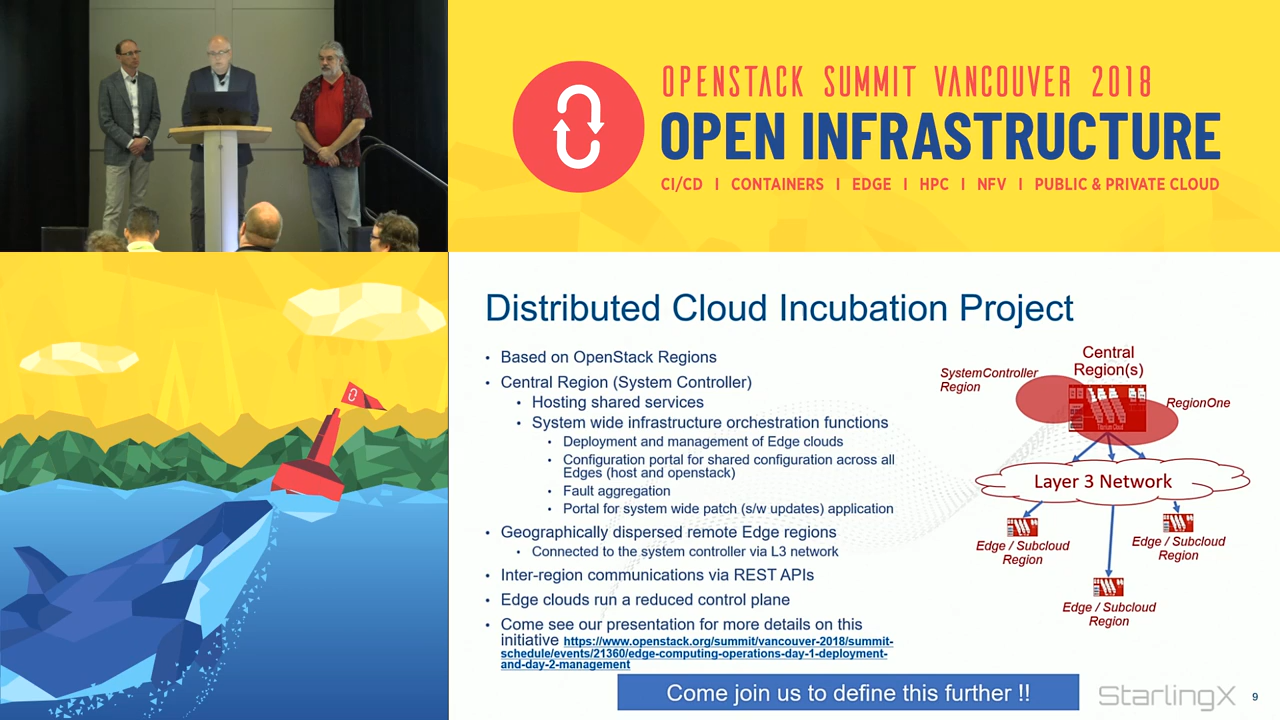 OPENSTACK SUMMIT VANCOUVER 2018
OPEN INFRASTRUCTURE
CI/CD | CONTAINERS | EDGE | HPC | NFV | PUBLIC & PRIVATE CLOUD
Distributed Cloud Incubation Project
• Based on OpenStack Regions
• Central Region (System Controller)
• Hosting shared services
• System wide infrastructure orchestration functions
• Deployment and management of Edge clouds
• Configuration portal for shared configuration across all
Edges (host and openstack)
• Fault aggregation
• Portal for system wide patch (s/w updates) application
• Geographically dispersed remote Edge regions
• Connected to the system controller via L3 network
• Inter-region communications via REST APIs
• Edge clouds run a reduced control plane
• Come see our presentation for more details on this
initiative https://www.openstack.org/summit/vancouver-2018/summit-
schedule/events/21360/edge-computing-operations-day-1-deployment-
and-day-2-management
Central
Region(s)
SystemController
Region
RegionOne
Titanium Cloud
Layer 3 Network
Edge / Subcloud
Region
Edge / Subcloud
Region
Edge / Subcloud
Region
Come join us to define this further !!
StarlingX
9